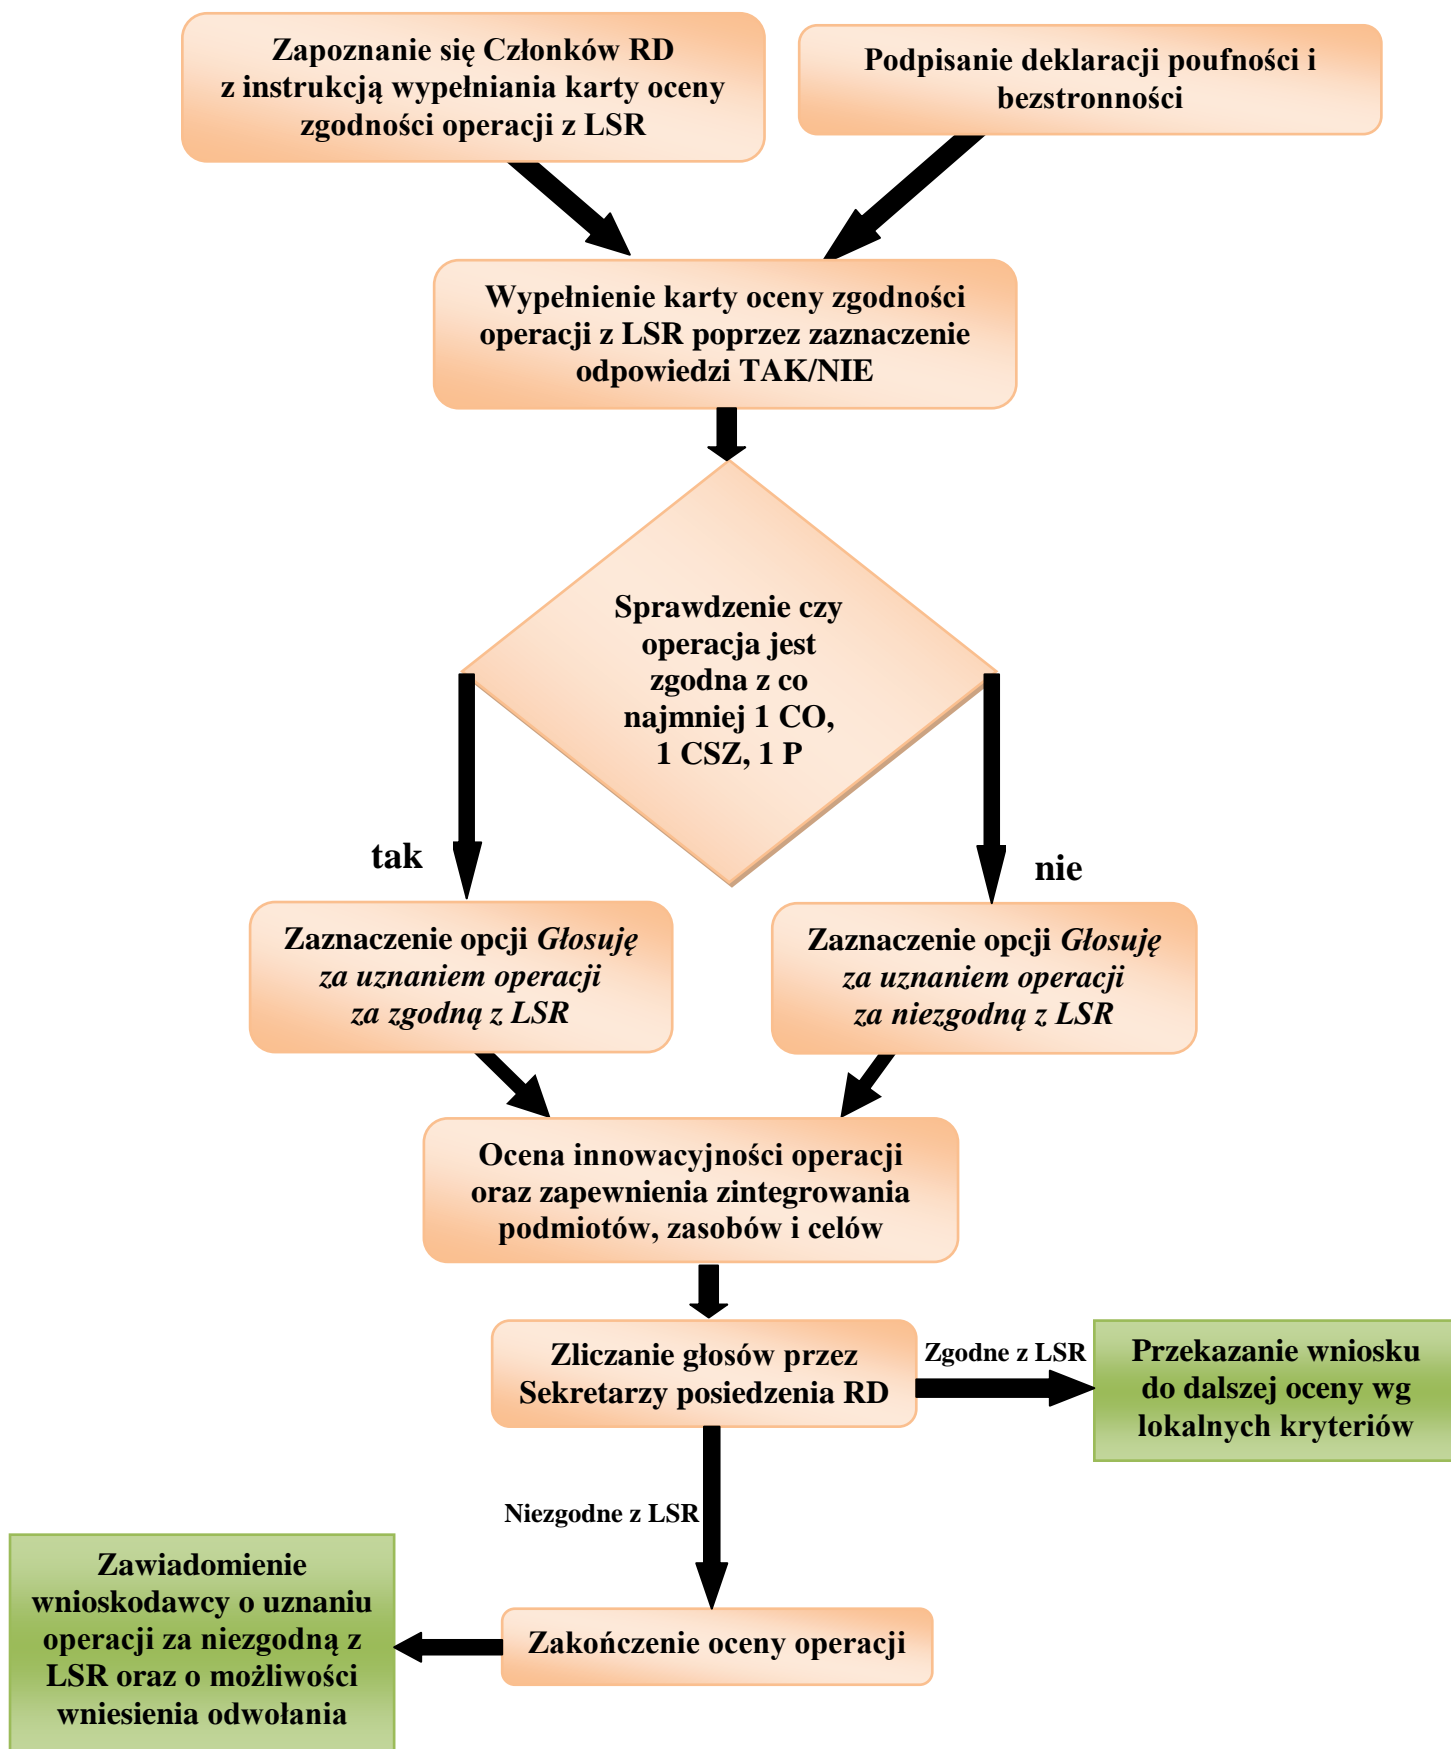 Zapoznanie się Członków RD
z instrukcją wypełniania karty oceny
zgodności operacji z LSR
Podpisanie deklaracji poufności i
bezstronności
Wypełnienie karty oceny zgodności
operacji z LSR poprzez zaznaczenie
odpowiedzi TAK/NIE
Sprawdzenie czy
operacja jest
zgodna z co
najmniej 1 CO,
1 CSZ, 1 P
tak
nie
Zaznaczenie opcji Głosuję
za uznaniem operacji
za zgodną z LSR
Zaznaczenie opcji Głosuję
za uznaniem operacji
za niezgodną z LSR
Ocena innowacyjności operacji
oraz zapewnienia zintegrowania
podmiotów, zasobów i celów
Zliczanie głosów przez
Sekretarzy posiedzenia RD
Zgodne z LSR
Przekazanie wniosku
do dalszej oceny wg
lokalnych kryteriów
Niezgodne z LSR
Zakończenie oceny operacji
Zawiadomienie
wnioskodawcy o uznaniu
operacji za niezgodną z
LSR oraz o możliwości
wniesienia odwołania